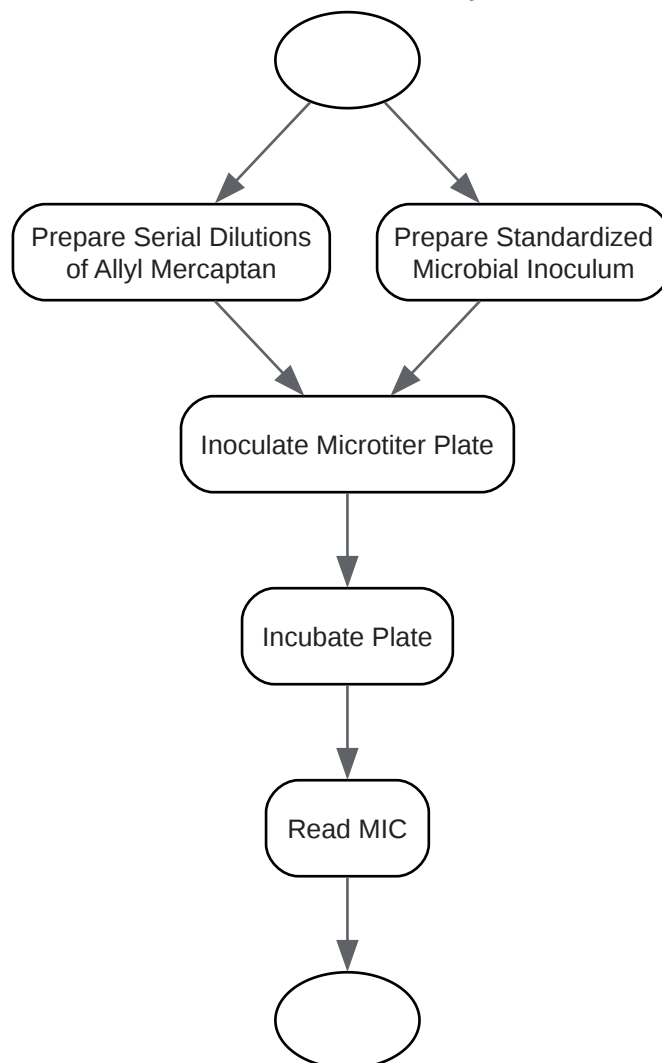 Prepare Serial Dilutions
of Allyl Mercaptan
Prepare Standardized
Microbial Inoculum
Inoculate Microtiter Plate
Incubate Plate
Read MIC